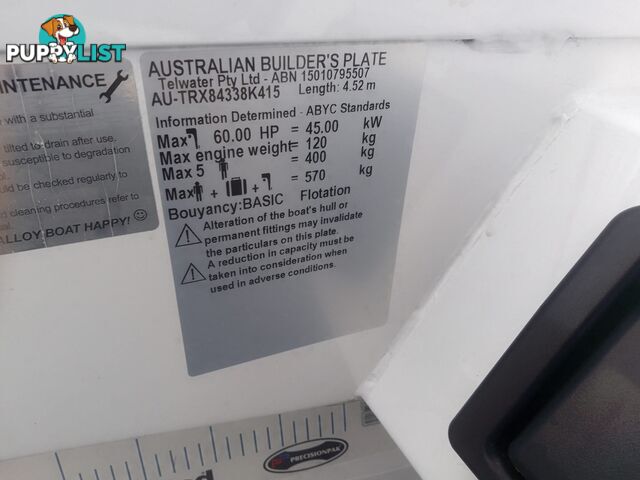 PUPPYLIST
INTENANCE
with a substantial
tilted to drain after use.
susceptible to degradation
ould be checked regularly to
d cleaning procedures refer to
ALLOY BOAT HAPPY!
AUSTRALIAN BUILDER'S PLATE
Telwater Pty Ltd - ABN 15010795507
AU-TRX84338K415 Length: 4.52 m
Information Determined - ABYC Standards
Max 60.00 HP = 45.00 kW
Max engine weight= 120 kg
Max 5 = 400 kg
Max + + = 570 kg
Bouyancy:BASIC Flotation
Alteration of the boat's hull or
permanent fittings may invalidate
the particulars on this plate.
A reduction in capacity must be
taken into consideration when
used in adverse conditions.
PRECISIONPAK